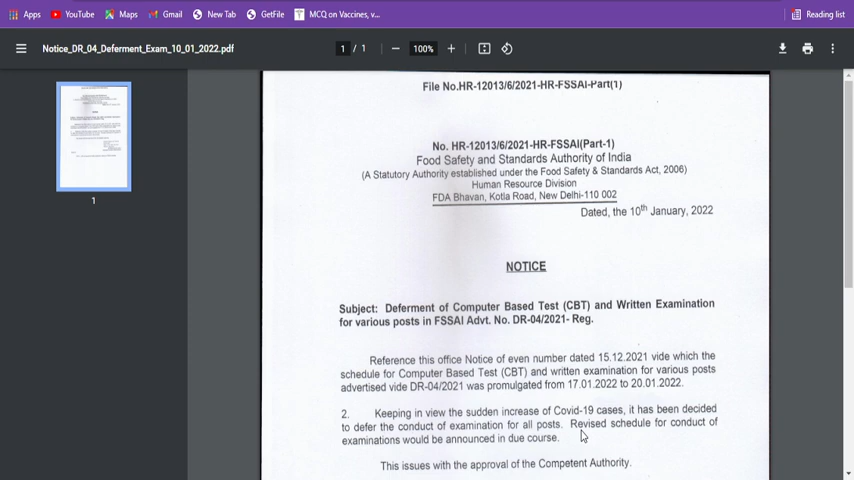 Apps YouTube Maps Gmail New Tab GetFile MCQ on Vaccines, v... Reading list
Notice_DR_04_Deferment_Exam_10_01_2022.pdf 1 / 1 100%
1
File No.HR-12013/6/2021-HR-FSSAI-Part(1)
No. HR-12013/6/2021-HR-FSSAI(Part-1)
Food Safety and Standards Authority of India
(A Statutory Authority established under the Food Safety & Standards Act, 2006)
Human Resource Division
FDA Bhavan, Kotla Road, New Delhi-110 002
Dated, the 10th January, 2022
NOTICE
Subject: Deferment of Computer Based Test (CBT) and Written Examination
for various posts in FSSAI Advt. No. DR-04/2021- Reg.
Reference this office Notice of even number dated 15.12.2021 vide which the
schedule for Computer Based Test (CBT) and written examination for various posts
advertised vide DR-04/2021 was promulgated from 17.01.2022 to 20.01.2022.
2. Keeping in view the sudden increase of Covid-19 cases, it has been decided
to defer the conduct of examination for all posts. Revised schedule for conduct of
examinations would be announced in due course.
This issues with the approval of the Competent Authority.